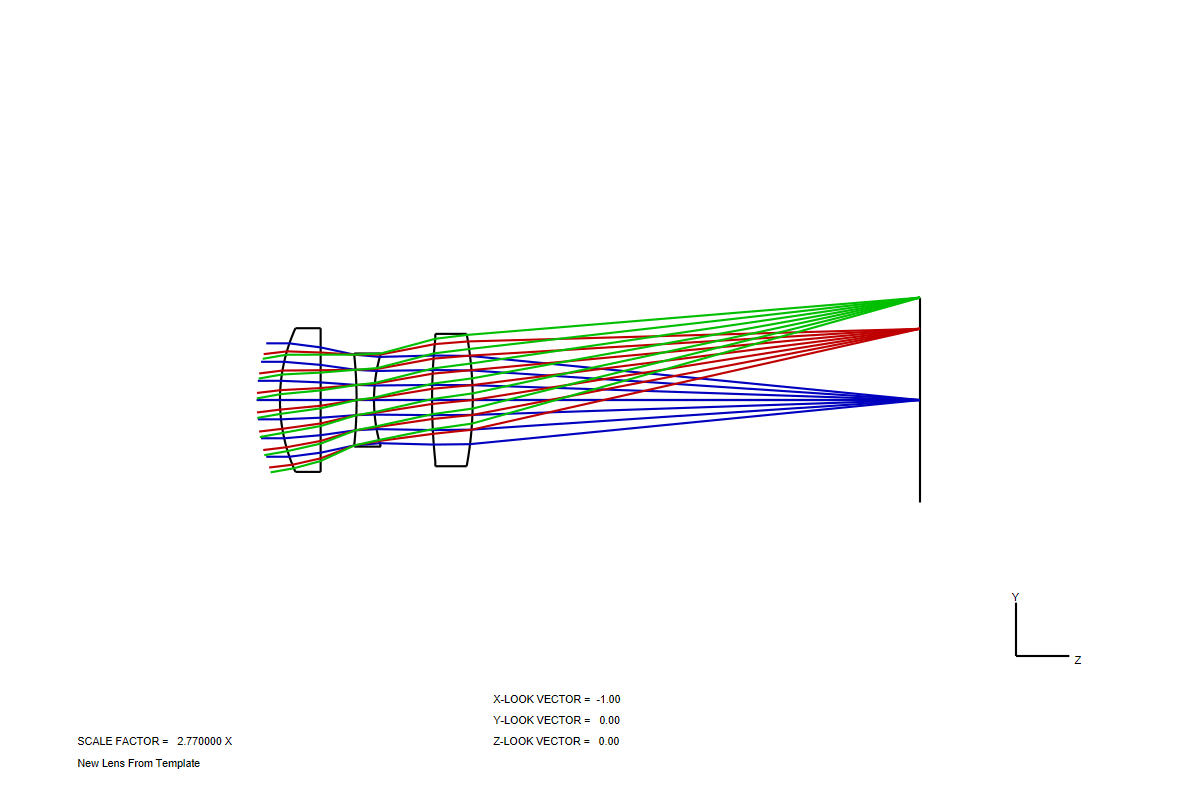 Y
Z
X-LOOK VECTOR = -1.00
Y-LOOK VECTOR = 0.00
Z-LOOK VECTOR = 0.00
SCALE FACTOR = 2.770000 X
New Lens From Template